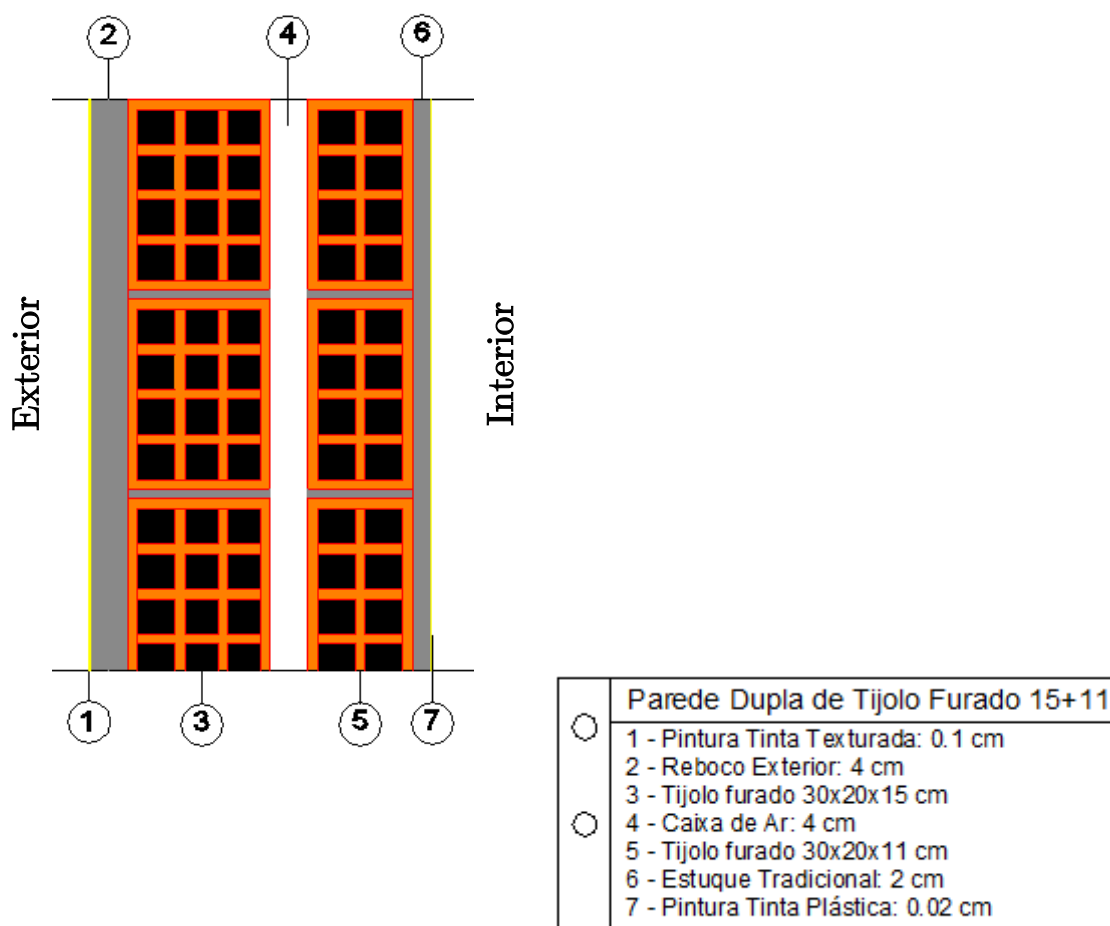 2
4
6
Exterior
Interior
1
3
5
7
Parede Dupla de Tijolo Furado 15+11
1 - Pintura Tinta Texturada: 0.1 cm
2 - Reboco Exterior: 4 cm
3 - Tijolo furado 30x20x15 cm
4 - Caixa de Ar: 4 cm
5 - Tijolo furado 30x20x11 cm
6 - Estuque Tradicional: 2 cm
7 - Pintura Tinta Plástica: 0.02 cm